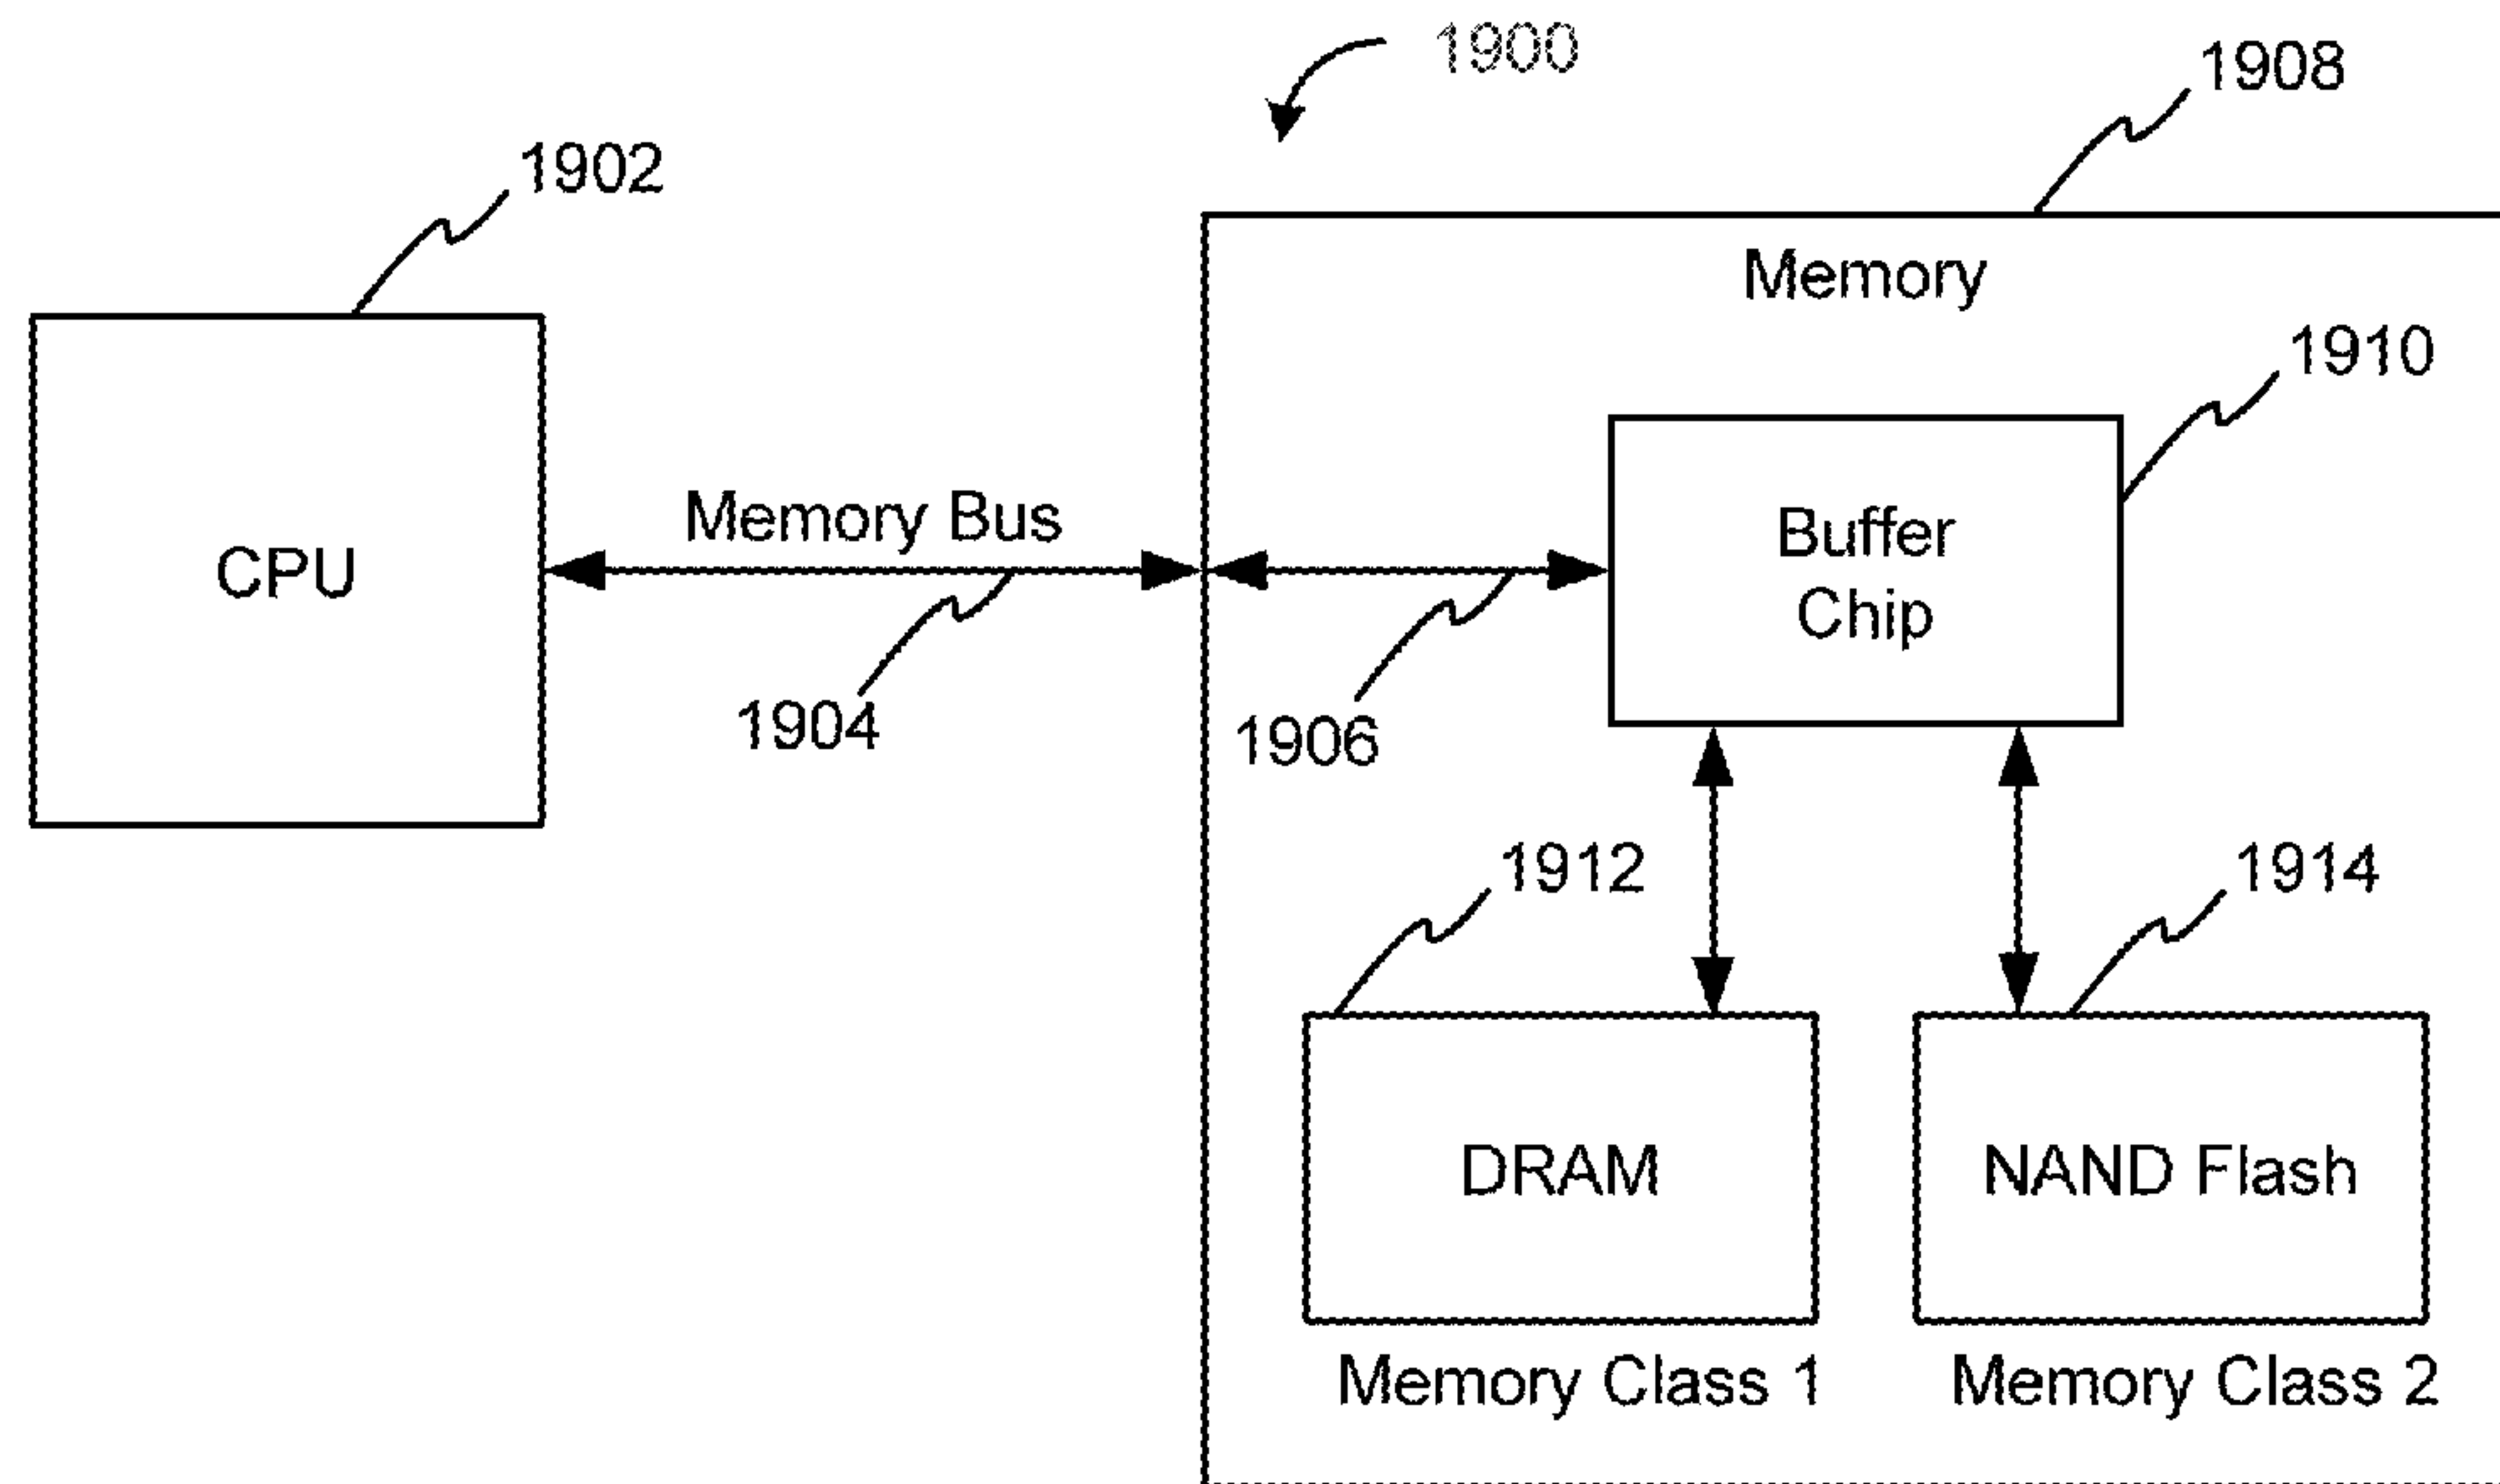 1900
1908
1902
Memory
1910
Memory Bus
Buffer
Chip
CPU
1904
1906
1912
1914
DRAM
NAND Flash
Memory Class 1
Memory Class 2